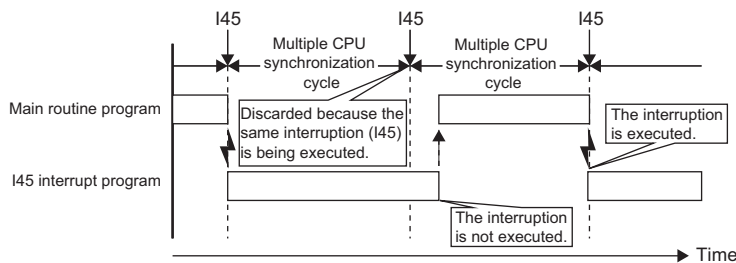 I45 I45 I45
Multiple CPU
synchronization
cycle
Multiple CPU
synchronization
cycle
Main routine program
Discarded because the
same interruption (I45)
is being executed.
The interruption
is executed.
I45 interrupt program
The interruption
is not executed.
Time